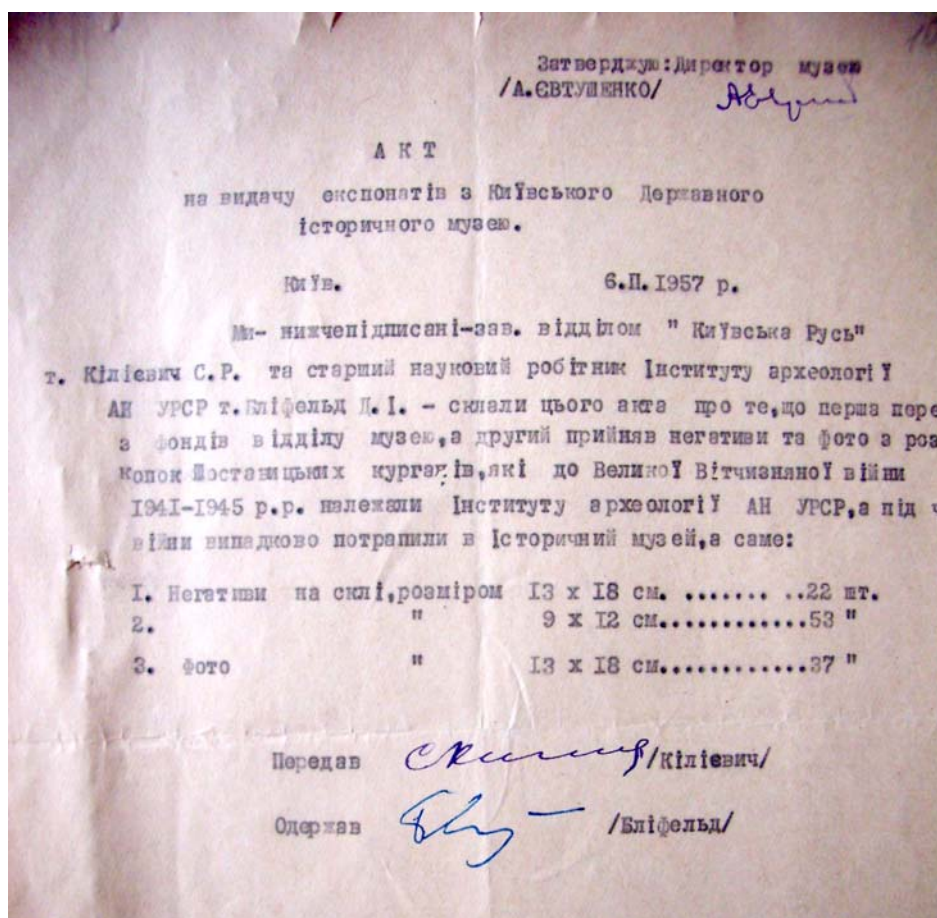 Затверджую:Директор музею
/А.ЄВТУШЕНКО/
А К Т
на видачу експонатів з Київського Державного
історичного музею.
Київ. 6.П.1957 р.
Ми- нижчепідписані-зав. відділом " Київська Русь"
т. Кілієвич С.Р. та старший науковий робітник Інституту археології
АН УРСР т.Бліфельд Д.І. - склали цього акта про те,що перша пере
з фондів відділу музею,а другий прийняв негативи та фото з роз
копок Шостовицьких курганів,які до Великої Вітчизняної війни
1941-1945 р.р. належали Інституту археології АН УРСР,а під ч
війни випадково потрапили в Історичний музей,а саме:
1. Негативи на склі,розміром 13 х 18 см. ....... ..22 шт.
2. " 9 х 12 см.............53 "
3. Фото " 13 х 18 см.............37 "
Передав /Кілієвич/
Одержав /Бліфельд/